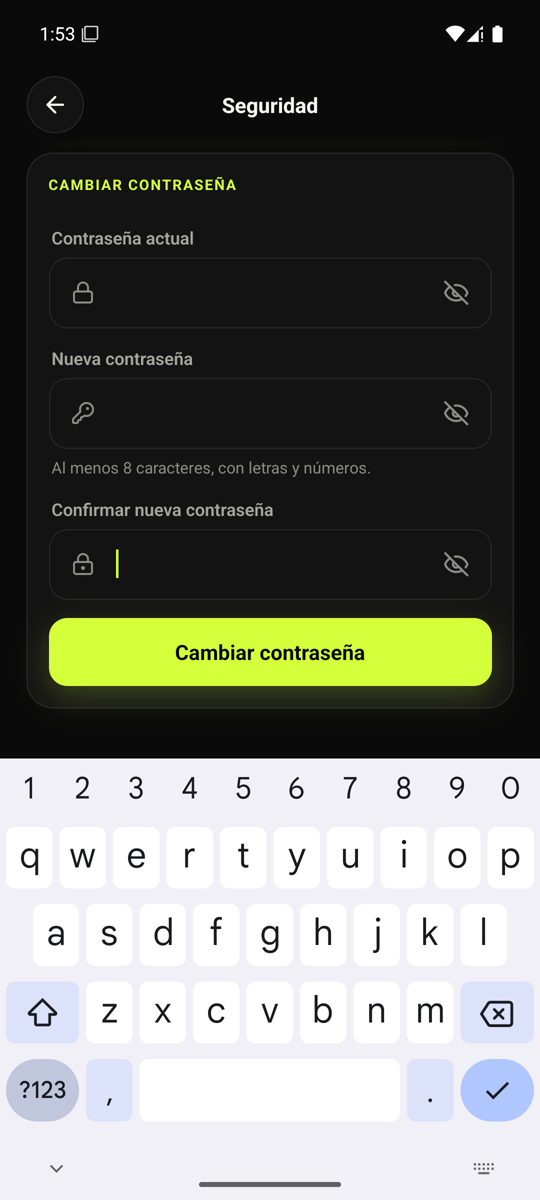 1:53
Seguridad
CAMBIAR CONTRASEÑA
Contraseña actual
Nueva contraseña
Al menos 8 caracteres, con letras y números.
Confirmar nueva contraseña
Cambiar contraseña
1 2 3 4 5 6 7 8 9 0
q w e r t y u i o p
a s d f g h j k l
z x c v b n m
?123 , .